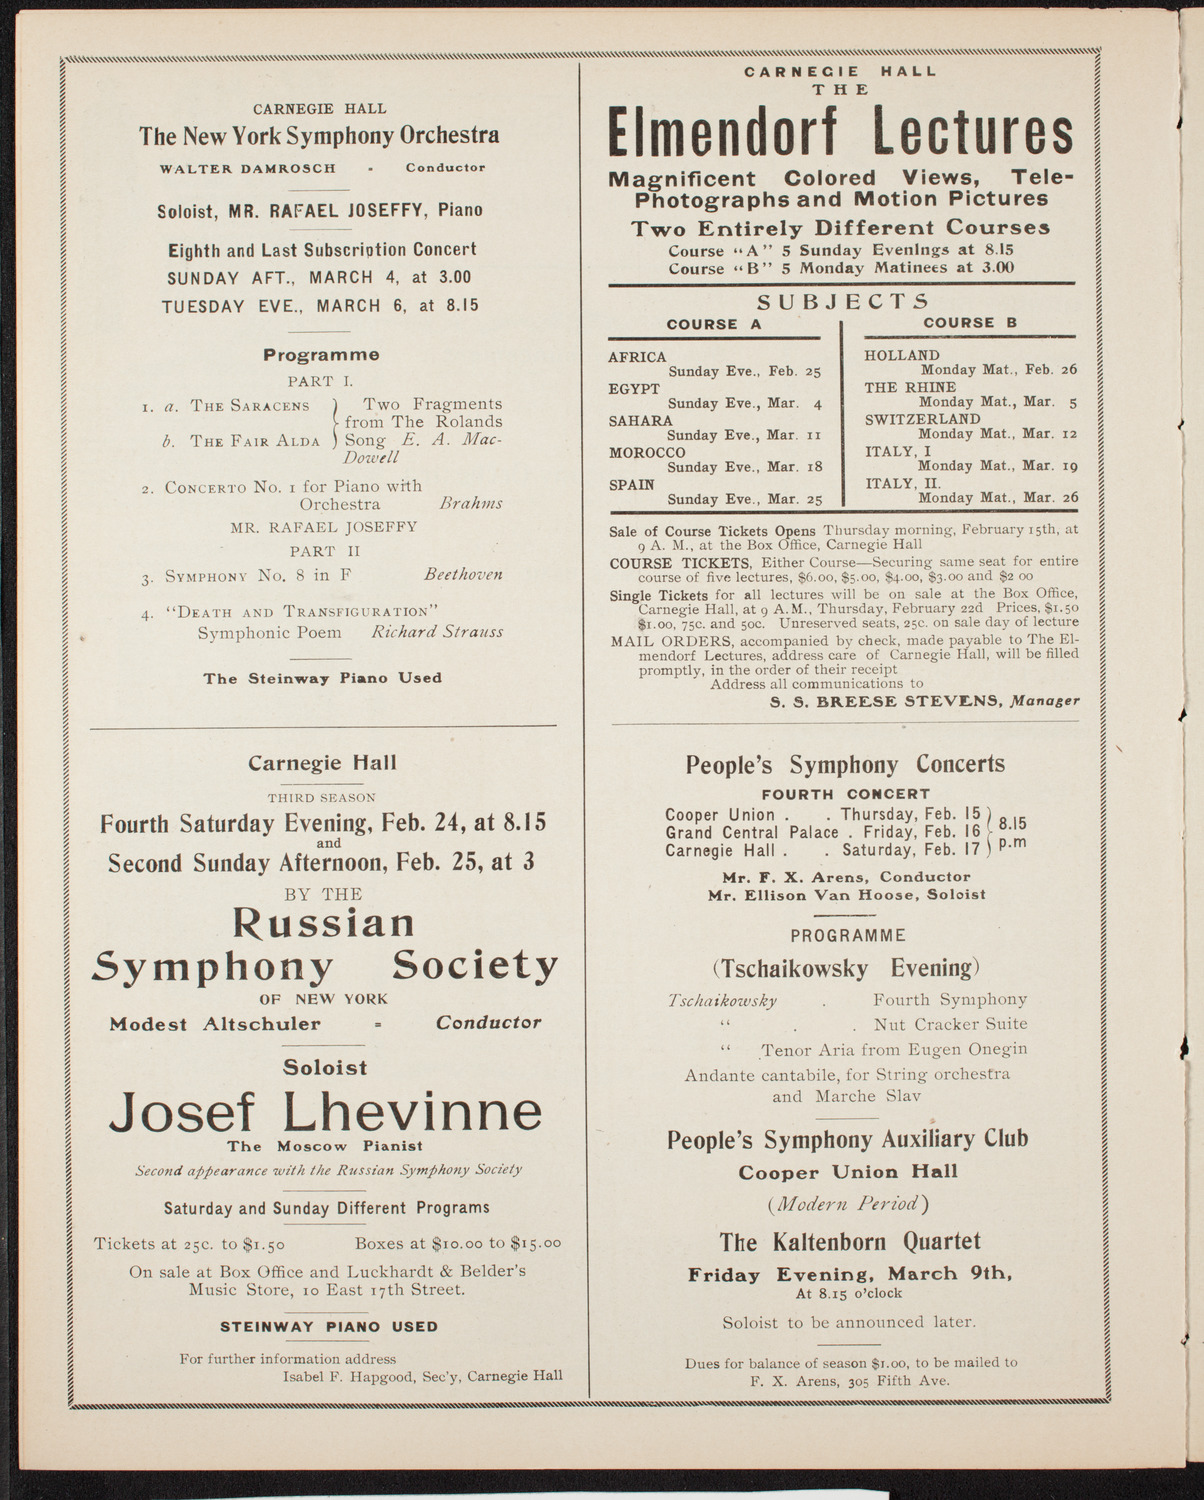 CARNEGIE HALL
The New York Symphony Orchestra
WALTER DAMROSCH - Conductor
Soloist, MR. RAFAEL JOSEFFY, Piano
Eighth and Last Subscription Concert
SUNDAY AFT., MARCH 4, at 3.00
TUESDAY EVE., MARCH 6, at 8.15
Programme
PART I.
1. a. THE SARACENS } Two Fragments
from The Rolands
b. THE FAIR ALDA } Song E. A. Mac-
Dowell
2. CONCERTO No. 1 for Piano with
Orchestra Brahms
MR. RAFAEL JOSEFFY
PART II
3. SYMPHONY No. 8 in F Beethoven
4. "DEATH AND TRANSFIGURATION"
Symphonic Poem Richard Strauss
The Steinway Piano Used
Carnegie Hall
THIRD SEASON
Fourth Saturday Evening, Feb. 24, at 8.15
and
Second Sunday Afternoon, Feb. 25, at 3
BY THE
Russian
Symphony Society
OF NEW YORK
Modest Altschuler = Conductor
Soloist
Josef Lhevinne
The Moscow Pianist
Second appearance with the Russian Symphony Society
Saturday and Sunday Different Programs
Tickets at 25c. to $1.50 Boxes at $10.00 to $15.00
On sale at Box Office and Luckhardt & Belder's
Music Store, 10 East 17th Street.
STEINWAY PIANO USED
For further information address
Isabel F. Hapgood, Sec'y, Carnegie Hall
CARNEGIE HALL
THE
Elmendorf Lectures
Magnificent Colored Views, Tele-
Photographs and Motion Pictures
Two Entirely Different Courses
Course "A" 5 Sunday Evenings at 8.15
Course "B" 5 Monday Matinees at 3.00
SUBJECTS
COURSE A
AFRICA
Sunday Eve., Feb. 25
EGYPT
Sunday Eve., Mar. 4
SAHARA
Sunday Eve., Mar. 11
MOROCCO
Sunday Eve., Mar. 18
SPAIN
Sunday Eve., Mar. 25
COURSE B
HOLLAND
Monday Mat., Feb. 26
THE RHINE
Monday Mat., Mar. 5
SWITZERLAND
Monday Mat., Mar. 12
ITALY, I
Monday Mat., Mar. 19
ITALY, II.
Monday Mat., Mar. 26
Sale of Course Tickets Opens Thursday morning, February 15th, at
9 A. M., at the Box Office, Carnegie Hall
COURSE TICKETS, Either Course—Securing same seat for entire
course of five lectures, $6.00, $5.00, $4.00, $3.00 and $2 00
Single Tickets for all lectures will be on sale at the Box Office,
Carnegie Hall, at 9 A.M., Thursday, February 22d Prices, $1.50
$1.00, 75c. and 50c. Unreserved seats, 25c. on sale day of lecture
MAIL ORDERS, accompanied by check, made payable to The El-
mendorf Lectures, address care of Carnegie Hall, will be filled
promptly, in the order of their receipt
Address all communications to
S. S. BREESE STEVENS, Manager
People's Symphony Concerts
FOURTH CONCERT
Cooper Union . . Thursday, Feb. 15
Grand Central Palace . Friday, Feb. 16 } 8.15
Carnegie Hall . . Saturday, Feb. 17 p.m
Mr. F. X. Arens, Conductor
Mr. Ellison Van Hoose, Soloist
PROGRAMME
(Tschaikowsky Evening)
Tschaikowsky . Fourth Symphony
" . . Nut Cracker Suite
" Tenor Aria from Eugen Onegin
Andante cantabile, for String orchestra
and Marche Slav
People's Symphony Auxiliary Club
Cooper Union Hall
(Modern Period)
The Kaltenborn Quartet
Friday Evening, March 9th,
At 8.15 o'clock
Soloist to be announced later.
Dues for balance of season $1.00, to be mailed to
F. X. Arens, 305 Fifth Ave.